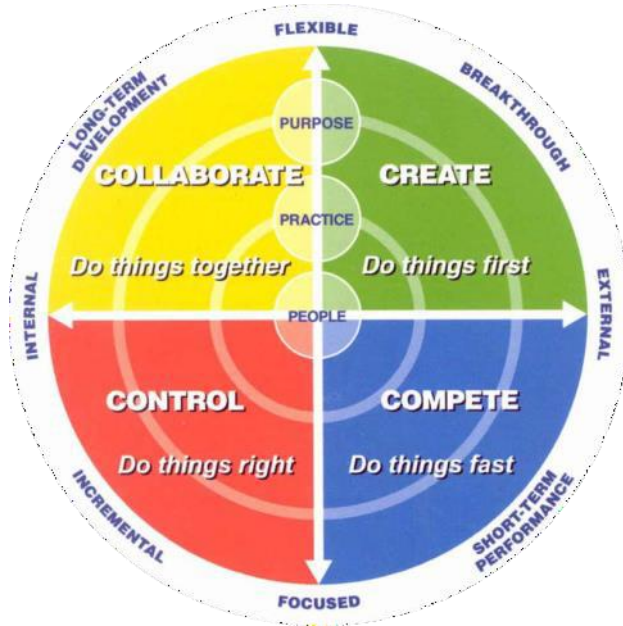 FLEXIBLE
LONG-TERM
DEVELOPMENT
BREAKTHROUGH
PURPOSE
COLLABORATE
CREATE
PRACTICE
Do things together
Do things first
INTERNAL
PEOPLE
EXTERNAL
CONTROL
COMPETE
Do things right
Do things fast
INCREMENTAL
SHORT-TERM
PERFORMANCE
FOCUSED